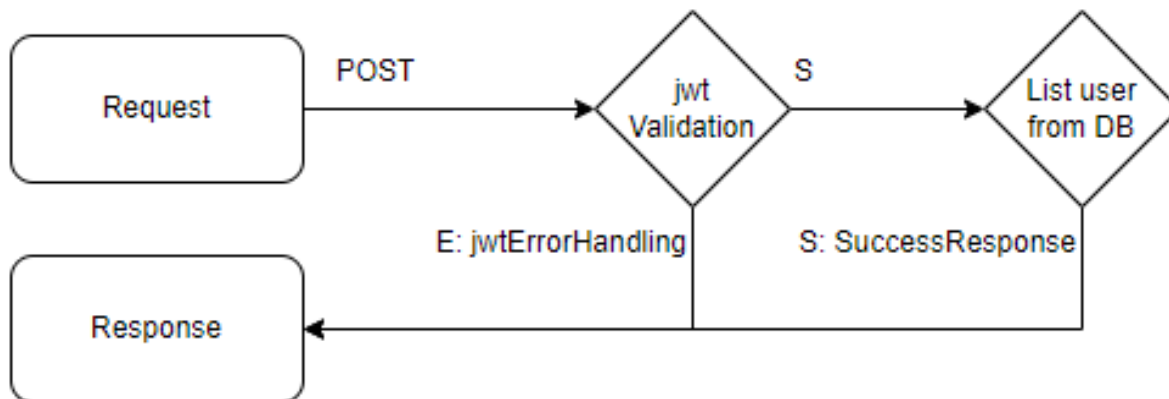 POST
S
Request
jwt
Validation
List user
from DB
E: jwtErrorHandling
S: SuccessResponse
Response